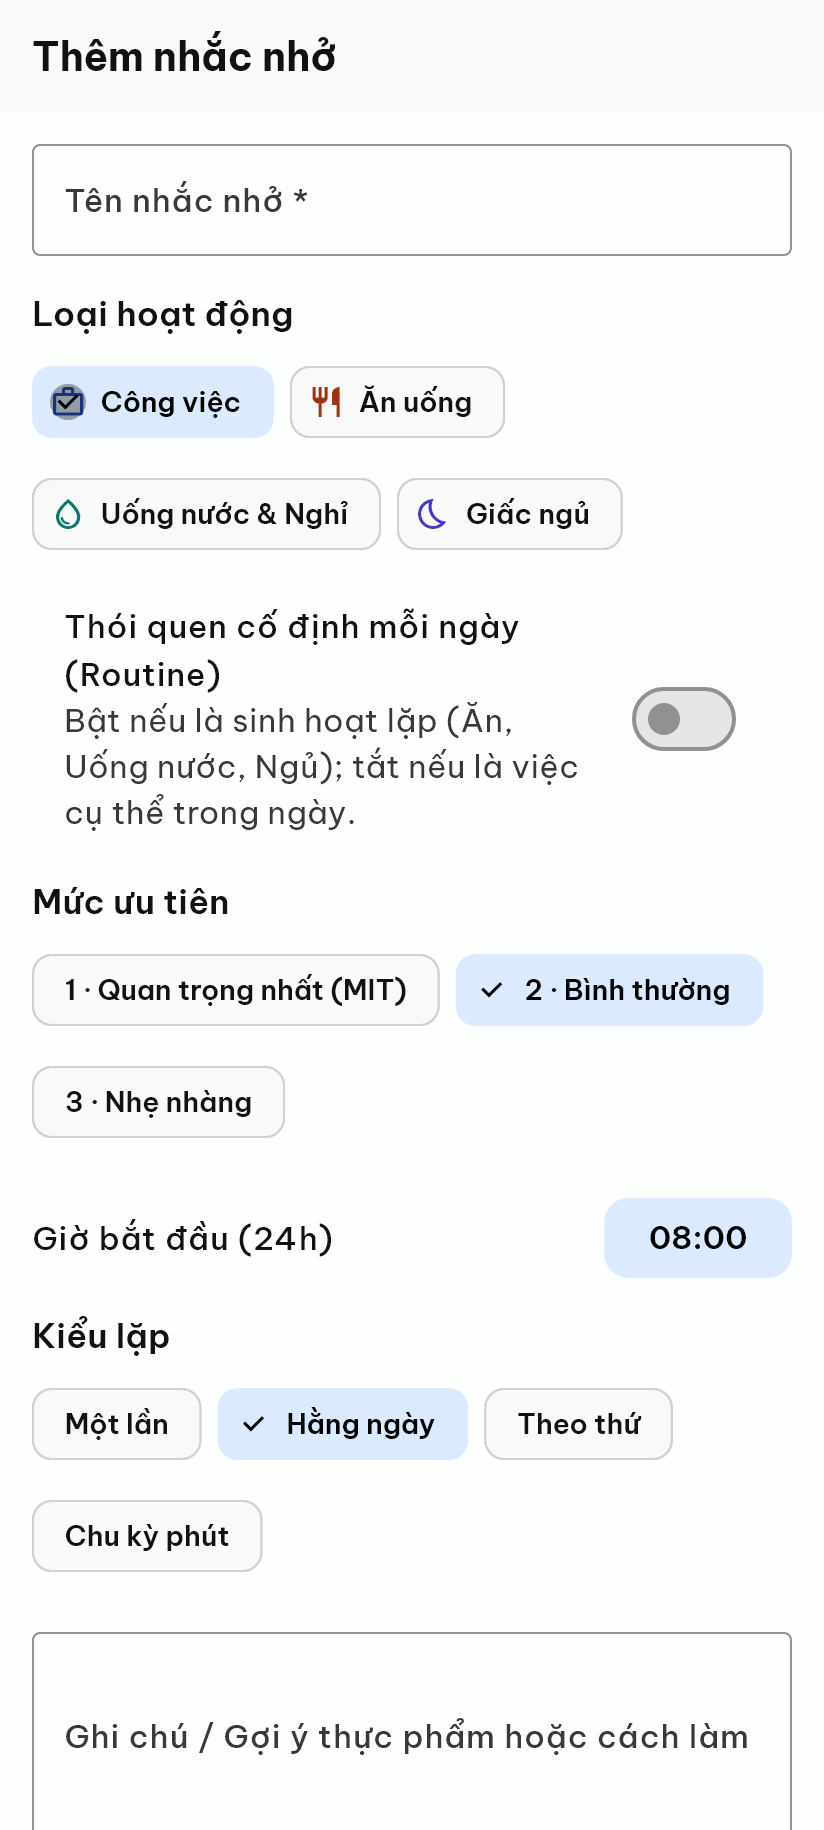 Thêm nhắc nhở
Tên nhắc nhở *
Loại hoạt động
Công việc
Ăn uống
Uống nước & Nghỉ
Giấc ngủ
Thói quen cố định mỗi ngày
(Routine)
Bật nếu là sinh hoạt lặp (Ăn,
Uống nước, Ngủ); tắt nếu là việc
cụ thể trong ngày.
Mức ưu tiên
1 · Quan trọng nhất (MIT)
2 · Bình thường
3 · Nhẹ nhàng
Giờ bắt đầu (24h)
08:00
Kiểu lặp
Một lần
Hằng ngày
Theo thứ
Chu kỳ phút
Ghi chú / Gợi ý thực phẩm hoặc cách làm